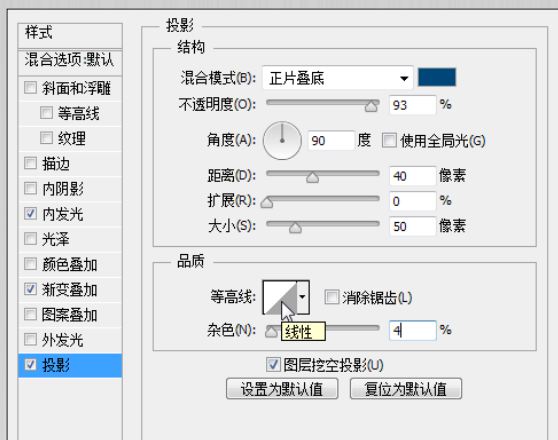 样式
混合选项:默认
斜面和浮雕
等高线
纹理
描边
内阴影
内发光
光泽
颜色叠加
渐变叠加
图案叠加
外发光
投影
投影
结构
混合模式(B): 正片叠底
不透明度(O): 93 %
角度(A): 90 度 使用全局光(G)
距离(D): 40 像素
扩展(R): 0 %
大小(S): 50 像素
品质
等高线: 消除锯齿(L)
线性
杂色(N): 4 %
图层挖空投影(U)
设置为默认值 复位为默认值